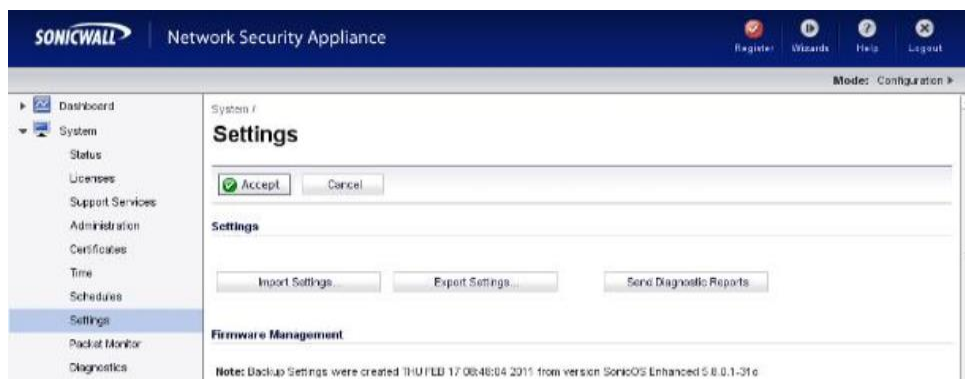 SONICWALL Network Security Appliance
Register Wizards Help Logout
Mode: Configuration
Dashboard
System
Status
Licenses
Support Services
Administration
Certificates
Time
Schedules
Settings
Packet Monitor
Diagnostics
System /
Settings
Accept Cancel
Settings
Import Settings... Export Settings... Send Diagnostic Reports
Firmware Management
Note: Backup Settings were created THU FEB 17 08:48:04 2011 from version SonicOS Enhanced 5.8.0.1-31o